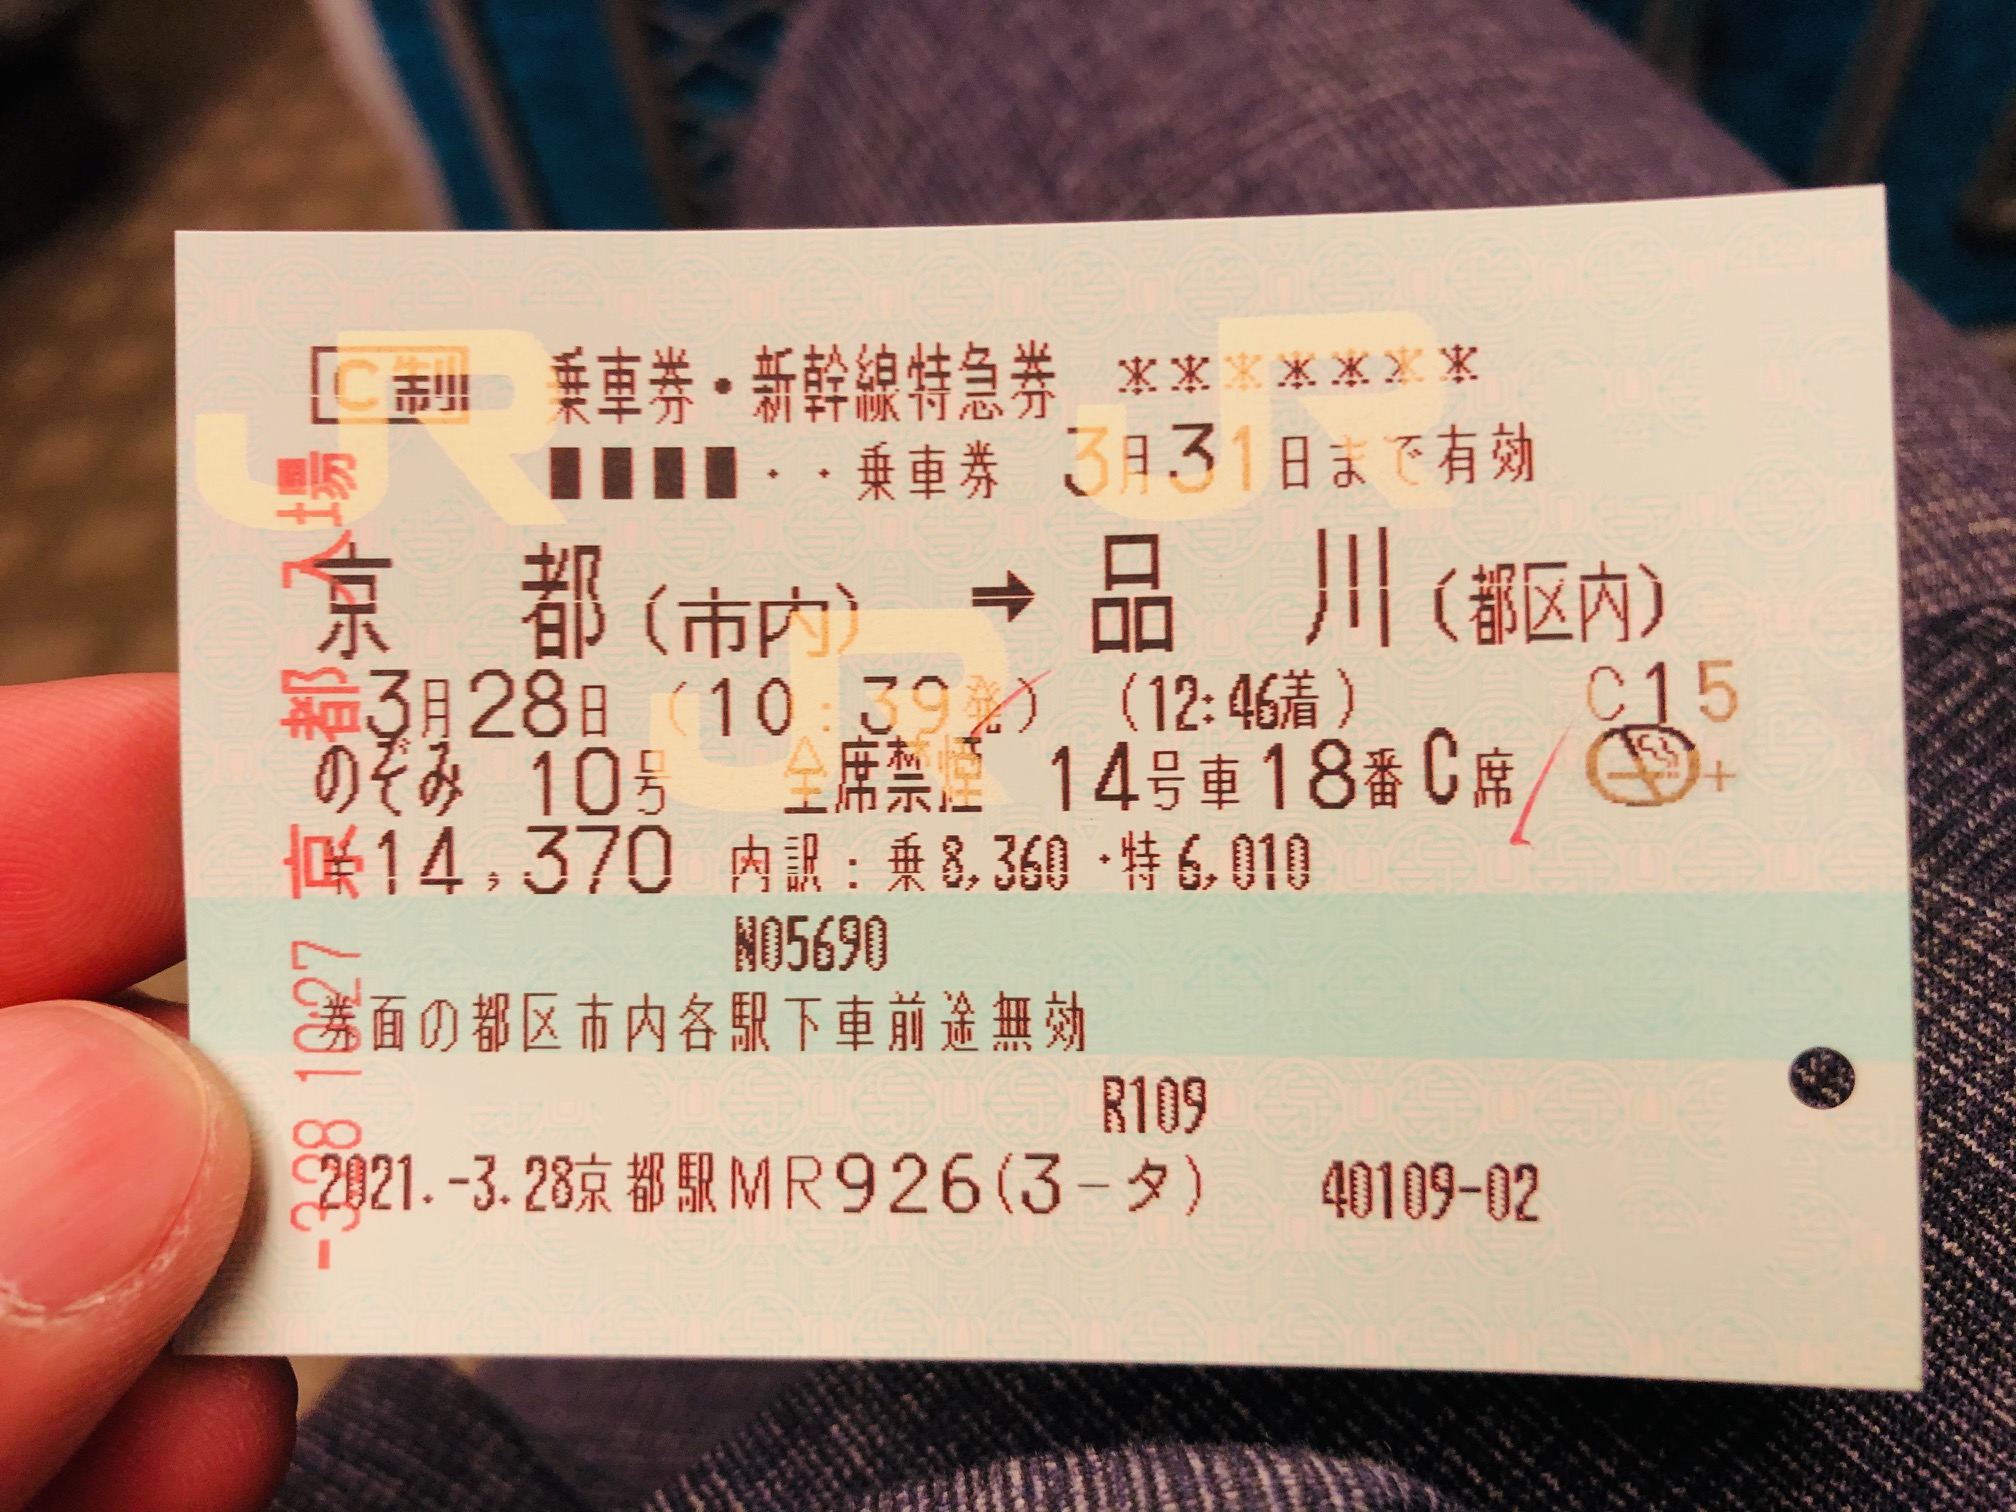 C制 乗車券・新幹線特急券 *******
■■■■・・乗車券 3月31日まで有効
京都(市内) ➡ 品川(都区内)
3月28日 (10:39発) (12:46着) C15
のぞみ 10号 全席禁煙 14号車18番C席
¥14,370 内訳:乗8,360・特6,010
N05690
券面の都区市内各駅下車前途無効
R109
2021.-3.28京都駅MR926(3-タ) 40109-02
-3.28 10:27 京都 入場
JR
JR
JR